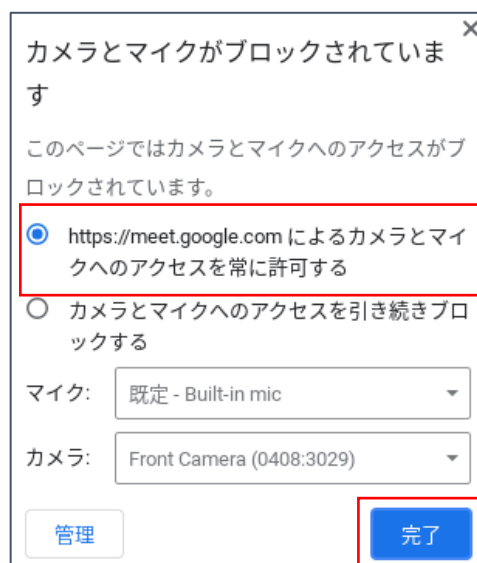 カメラとマイクがブロックされていま
す
このページではカメラとマイクへのアクセスがブ
ロックされています。
https://meet.google.com によるカメラとマイ
クへのアクセスを常に許可する
カメラとマイクへのアクセスを引き続きブロ
ックする
マイク: 既定 - Built-in mic
カメラ: Front Camera (0408:3029)
管理 完了